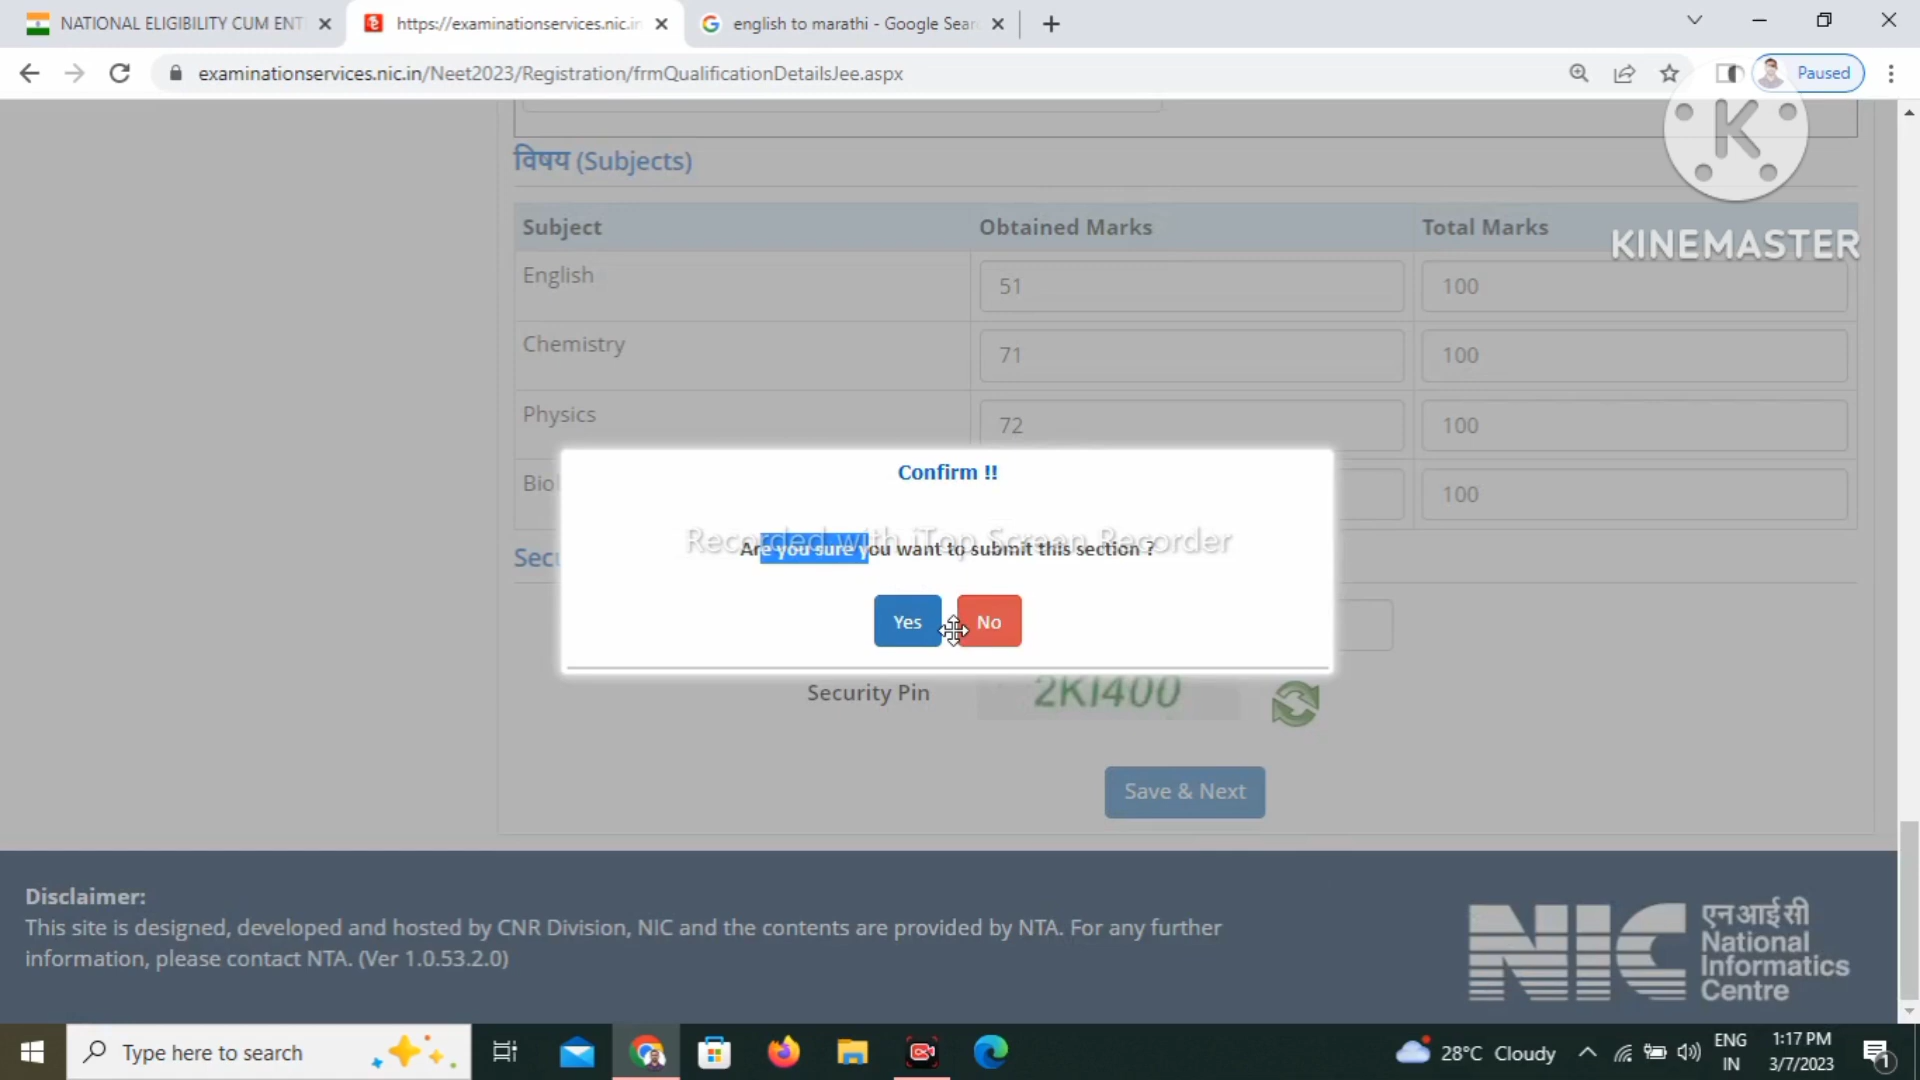 NATIONAL ELIGIBILITY CUM ENT
https://examinationservices.nic.in
english to marathi - Google Sear
examinationservices.nic.in/Neet2023/Registration/frmQualificationDetailsJee.aspx
Paused
K
KINEMASTER
विषय (Subjects)
Subject Obtained Marks Total Marks
English 51 100
Chemistry 71 100
Physics 72 100
Biol 100
Confirm !!
Recorded with iTop Screen Recorder
Are you sure you want to submit this section ?
Yes No
Secu
Security Pin 2KI400
Save & Next
Disclaimer:
This site is designed, developed and hosted by CNR Division, NIC and the contents are provided by NTA. For any further
information, please contact NTA. (Ver 1.0.53.2.0)
NIC
एन आई सी
National
Informatics
Centre
Type here to search
28°C Cloudy
ENG
IN
1:17 PM
3/7/2023
1